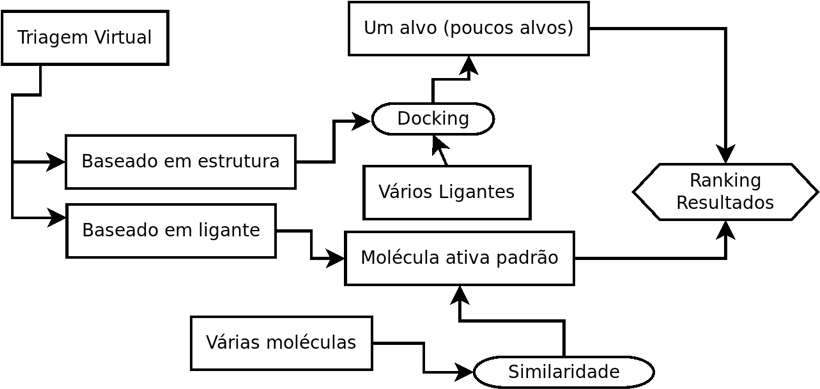 Triagem Virtual
Um alvo (poucos alvos)
Docking
Baseado em estrutura
Vários Ligantes
Ranking
Resultados
Baseado em ligante
Molécula ativa padrão
Várias moléculas
Similaridade